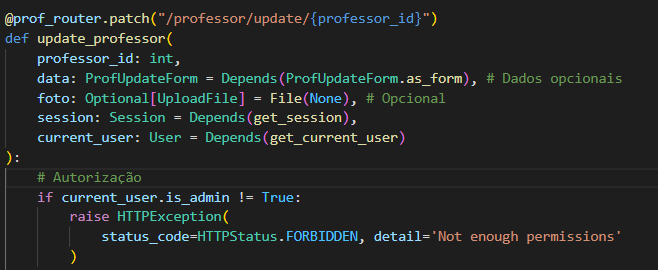 @prof_router.patch("/professor/update/{professor_id}")
def update_professor(
    professor_id: int,
    data: ProfUpdateForm = Depends(ProfUpdateForm.as_form), # Dados opcionais
    foto: Optional[UploadFile] = File(None), # Opcional
    session: Session = Depends(get_session),
    current_user: User = Depends(get_current_user)
):
    # Autorização
    if current_user.is_admin != True:
        raise HTTPException(
            status_code=HTTPStatus.FORBIDDEN, detail='Not enough permissions'
        )